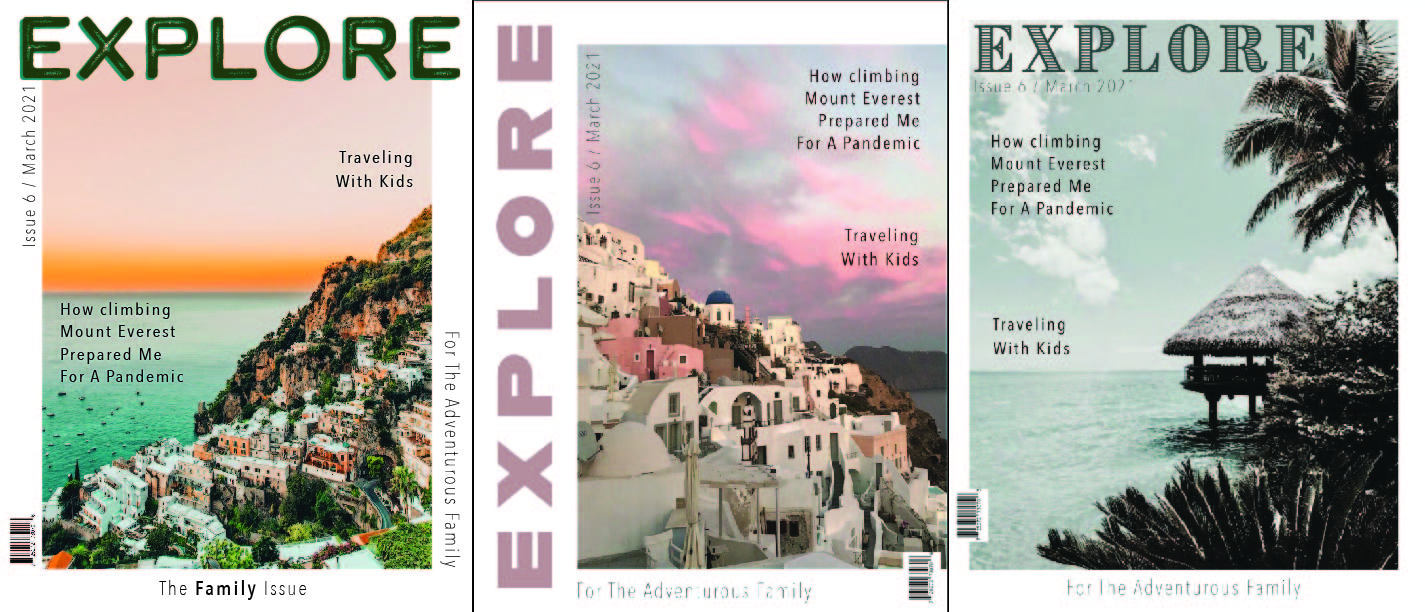 EXPLORE
Issue 6 / March 2021
Traveling
With Kids
How climbing
Mount Everest
Prepared Me
For A Pandemic
For The Adventurous Family
The Family Issue
EXPLORE
Issue 6 / March 2021
How climbing
Mount Everest
Prepared Me
For A Pandemic
Traveling
With Kids
For The Adventurous Family
EXPLORE
Issue 6 / March 2021
How climbing
Mount Everest
Prepared Me
For A Pandemic
Traveling
With Kids
For The Adventurous Family